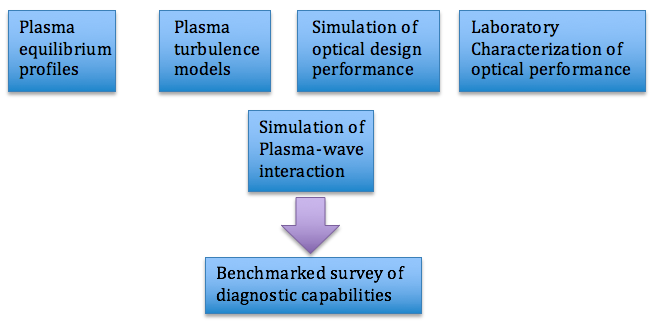 Plasma
equilibrium
profiles
Plasma
turbulence
models
Simulation
of optical design
performance
Laboratory
Characterization of
optical performance
Simulation of
Plasma-wave
interaction
Benchmarked survey of
diagnostic capabilities